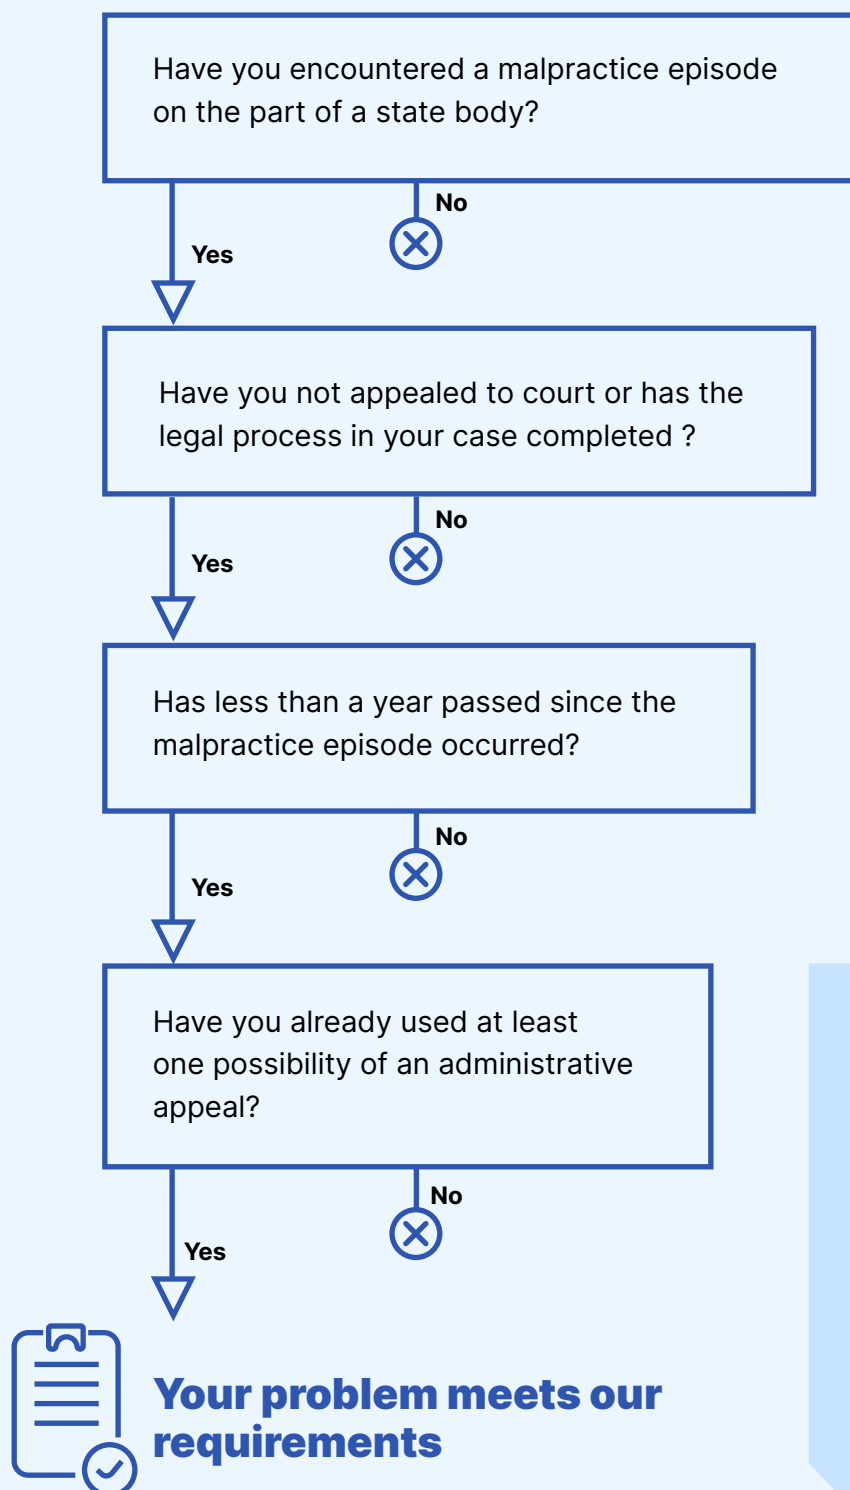 Have you encountered a malpractice episode
on the part of a state body?
No
Yes
Have you not appealed to court or has the
legal process in your case completed ?
No
Yes
Has less than a year passed since the
malpractice episode occurred?
No
Yes
Have you already used at least
one possibility of an administrative
appeal?
No
Yes
Your problem meets our
requirements